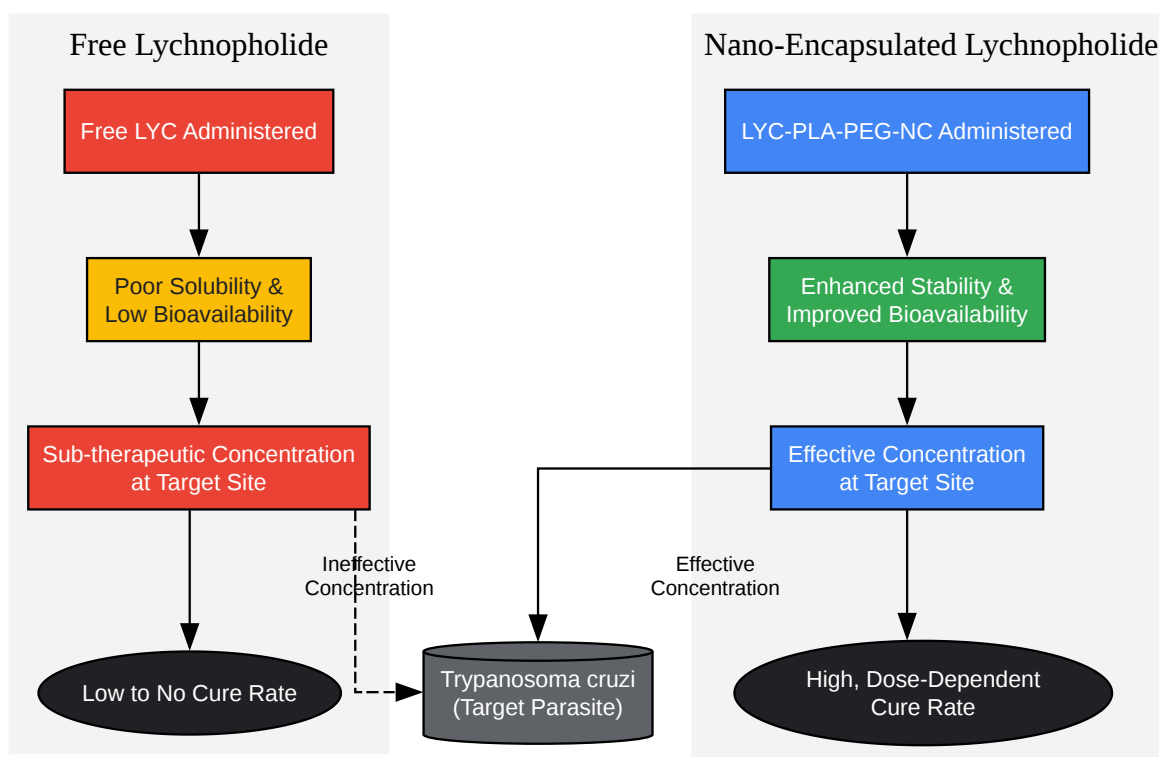 Free Lychnopholide
Free LYC Administered
Poor Solubility &
Low Bioavailability
Sub-therapeutic Concentration
at Target Site
Ineffective
Concentration
Low to No Cure Rate
Trypanosoma cruzi
(Target Parasite)
Nano-Encapsulated Lychnopholide
LYC-PLA-PEG-NC Administered
Enhanced Stability &
Improved Bioavailability
Effective Concentration
at Target Site
Effective
Concentration
High, Dose-Dependent
Cure Rate